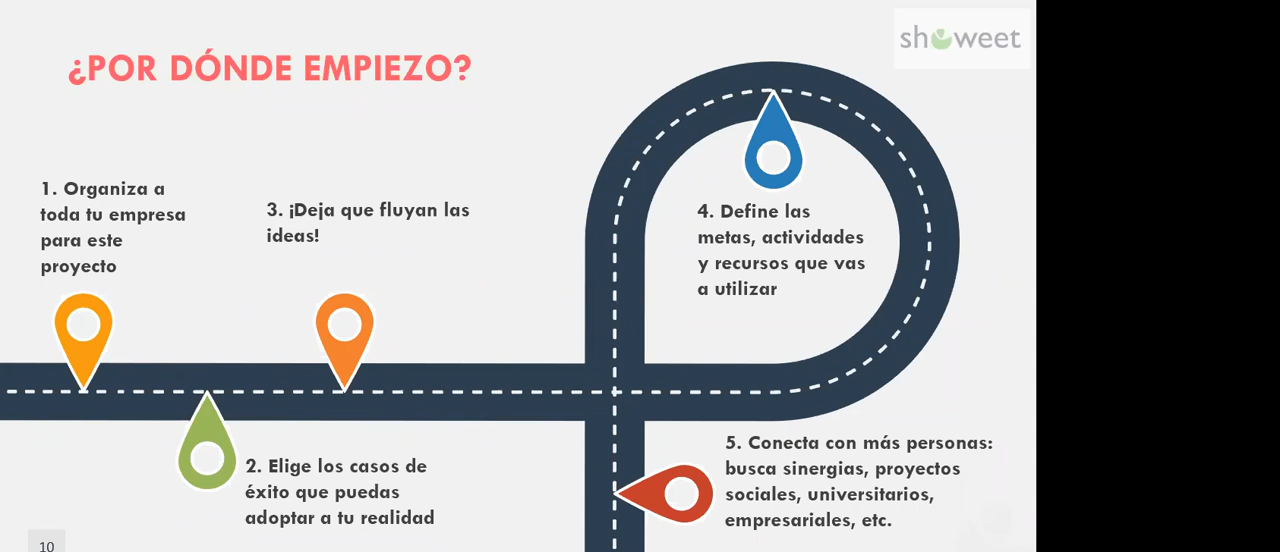 showeet
¿POR DÓNDE EMPIEZO?
1. Organiza a
toda tu empresa
para este
proyecto
3. ¡Deja que fluyan las
ideas!
4. Define las
metas, actividades
y recursos que vas
a utilizar
2. Elige los casos de
éxito que puedas
adoptar a tu realidad
5. Conecta con más personas:
busca sinergias, proyectos
sociales, universitarios,
empresariales, etc.
10